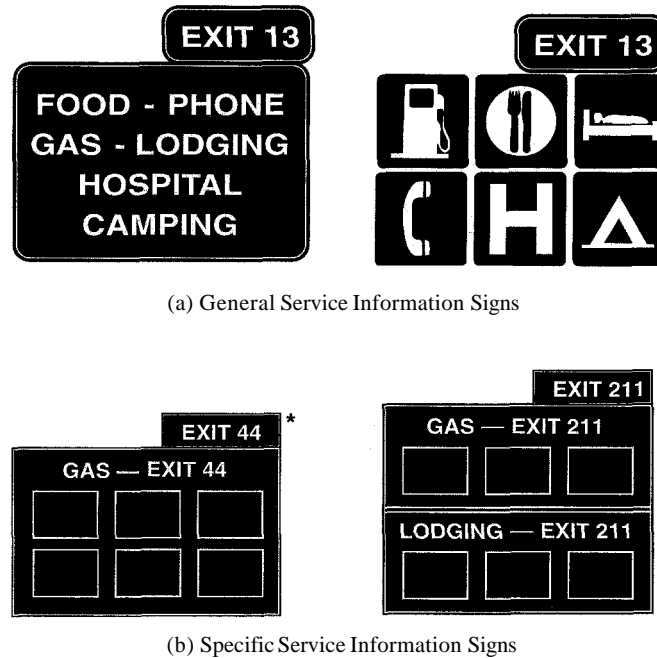 EXIT 13
FOOD - PHONE
GAS - LODGING
HOSPITAL
CAMPING
EXIT 13
H
(a) General Service Information Signs
EXIT 44 *
GAS — EXIT 44
EXIT 211
GAS — EXIT 211
LODGING — EXIT 211
(b) Specific Service Information Signs